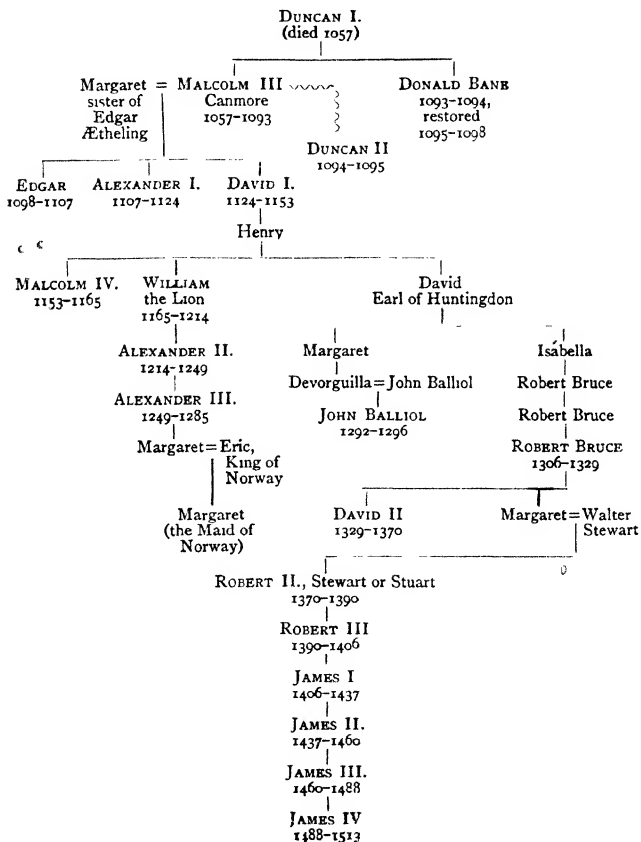 DUNCAN I.
(died 1057)
Margaret = MALCOLM III DONALD BANE
sister of Canmore 1093-1094,
Edgar 1057-1093 restored
Ætheling 1095-1098
DUNCAN II
1094-1095
EDGAR ALEXANDER I. DAVID I.
1098-1107 1107-1124 1124-1153
Henry
MALCOLM IV. WILLIAM David
1153-1165 the Lion Earl of Huntingdon
1165-1214
ALEXANDER II. Margaret Isabella
1214-1249
Devorguilla=John Balliol Robert Bruce
ALEXANDER III. JOHN BALLIOL Robert Bruce
1249-1285 1292-1296
Margaret=Eric, ROBERT BRUCE
King of 1306-1329
Norway
Margaret DAVID II Margaret=Walter
(the Maid of 1329-1370 Stewart
Norway)
ROBERT II., Stewart or Stuart
1370-1390
ROBERT III
1390-1406
JAMES I
1406-1437
JAMES II.
1437-1460
JAMES III.
1460-1488
JAMES IV
1488-1513